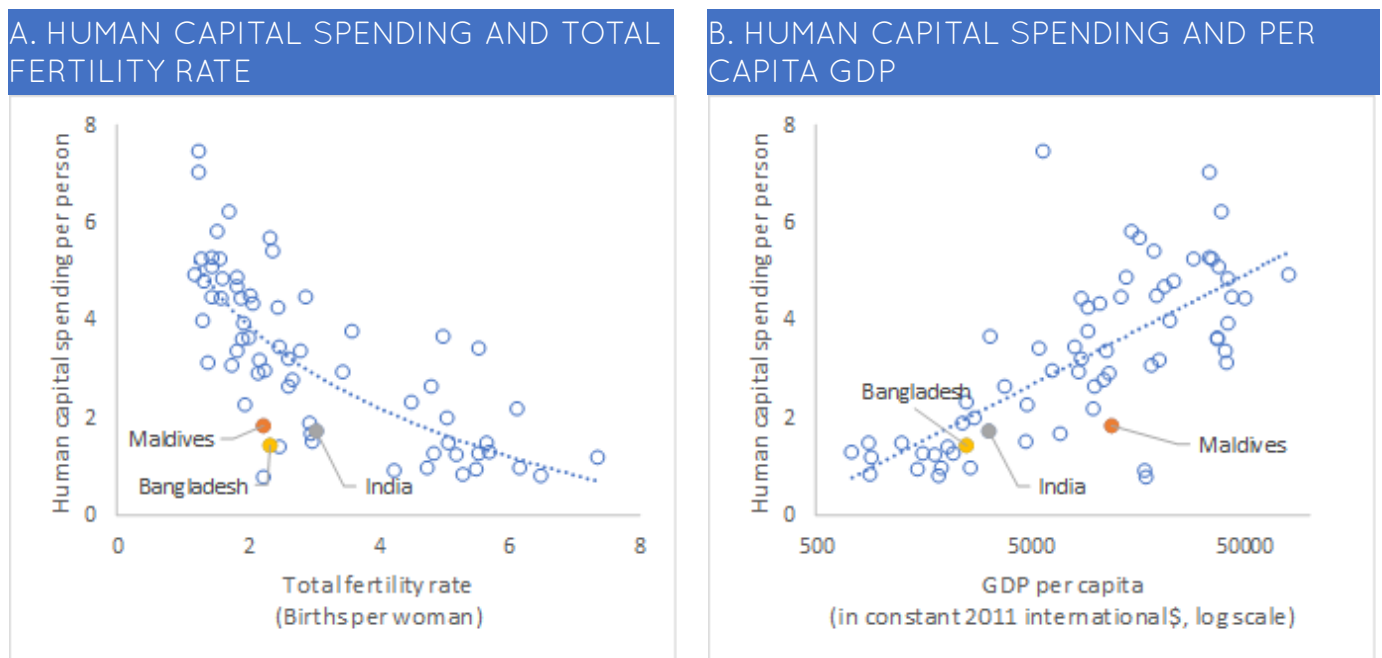 A. HUMAN CAPITAL SPENDING AND TOTAL
FERTILITY RATE
Human capital spending per person
8
6
4
2
0
Maldives
Bangladesh
India
0 2 4 6 8
Total fertility rate
(Births per woman)
B. HUMAN CAPITAL SPENDING AND PER
CAPITA GDP
Human capital spending per person
8
6
4
2
0
Bangladesh
Maldives
India
500 5000 50000
GDP per capita
(in constant 2011 international$, log scale)